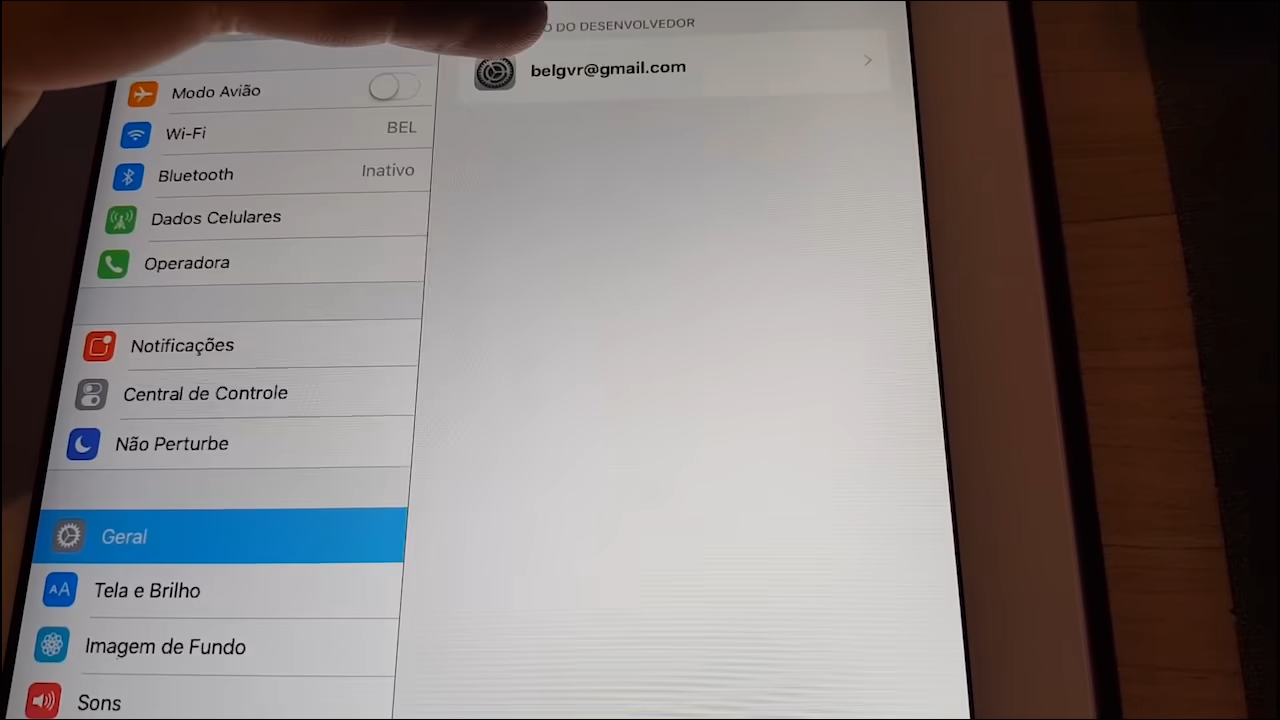 DO DESENVOLVEDOR
belgvr@gmail.com
Modo Avião
Wi-Fi BEL
Bluetooth Inativo
Dados Celulares
Operadora
Notificações
Central de Controle
Não Perturbe
Geral
AA Tela e Brilho
Imagem de Fundo
Sons